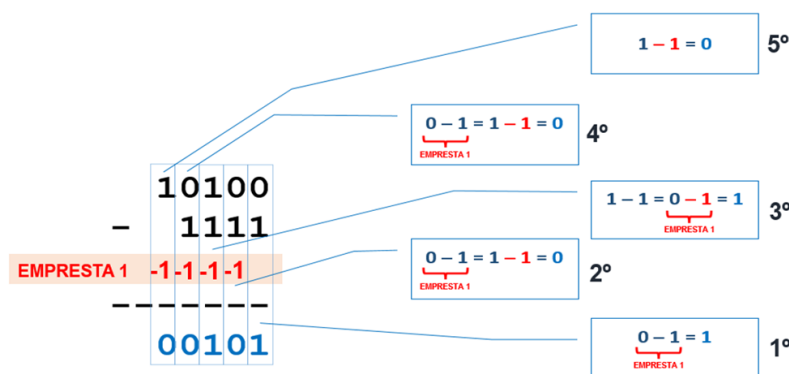 1 – 1 = 0 5º
0 – 1 = 1 – 1 = 0 4º
EMPRESTA 1
10100
- 1111
1 – 1 = 0 – 1 = 1 3º
EMPRESTA 1
EMPRESTA 1 -1-1-1-1
0 – 1 = 1 – 1 = 0 2º
EMPRESTA 1
-------
00101
0 – 1 = 1 1º
EMPRESTA 1